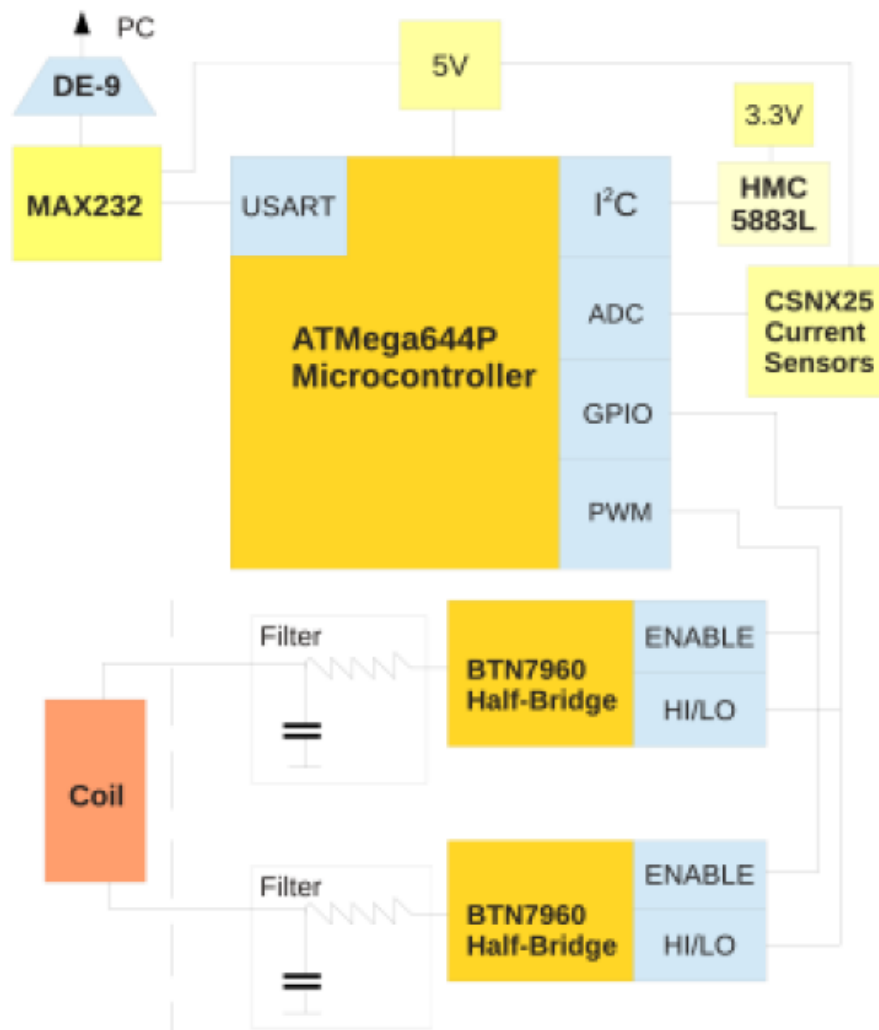 PC
DE-9
5V
3.3V
MAX232
USART
I²C
HMC
5883L
ATMega644P
Microcontroller
ADC
CSNX25
Current
Sensors
GPIO
PWM
Filter
BTN7960
Half-Bridge
ENABLE
HI/LO
Coil
Filter
BTN7960
Half-Bridge
ENABLE
HI/LO